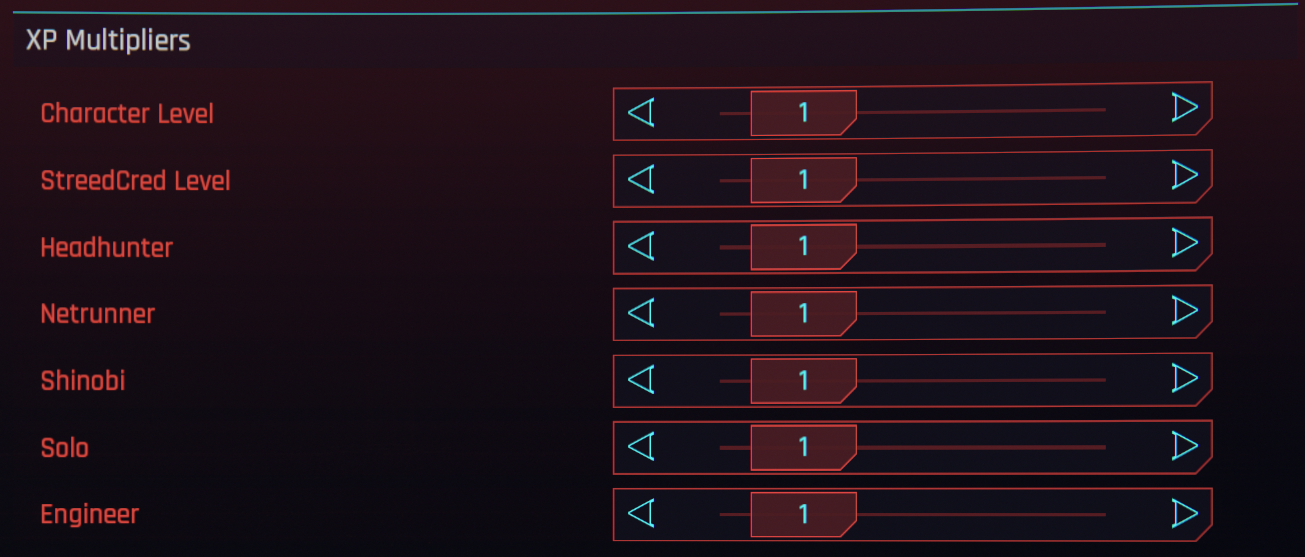 XP Multipliers
Character Level 1
StreedCred Level 1
Headhunter 1
Netrunner 1
Shinobi 1
Solo 1
Engineer 1